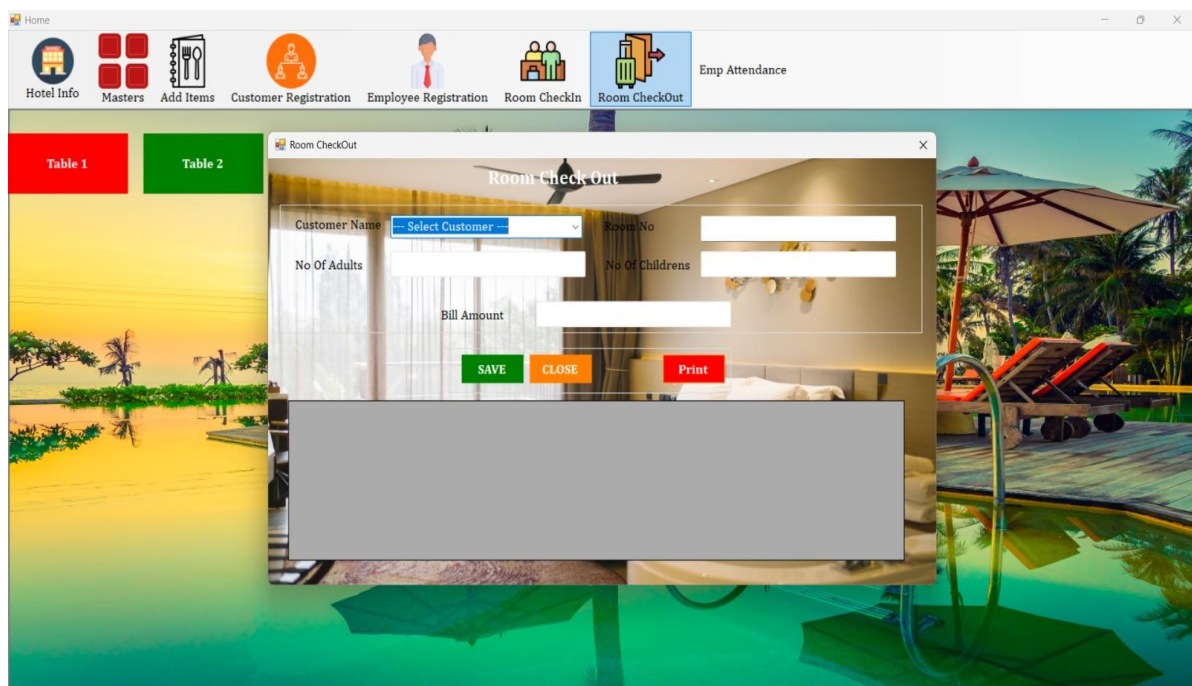 Home
Hotel Info
Masters
Add Items
Customer Registration
Employee Registration
Room CheckIn
Room CheckOut
Emp Attendance
Table 1
Table 2
Room CheckOut
Room Check Out
Customer Name
--- Select Customer ---
Room No
No Of Adults
No Of Childrens
Bill Amount
SAVE
CLOSE
Print